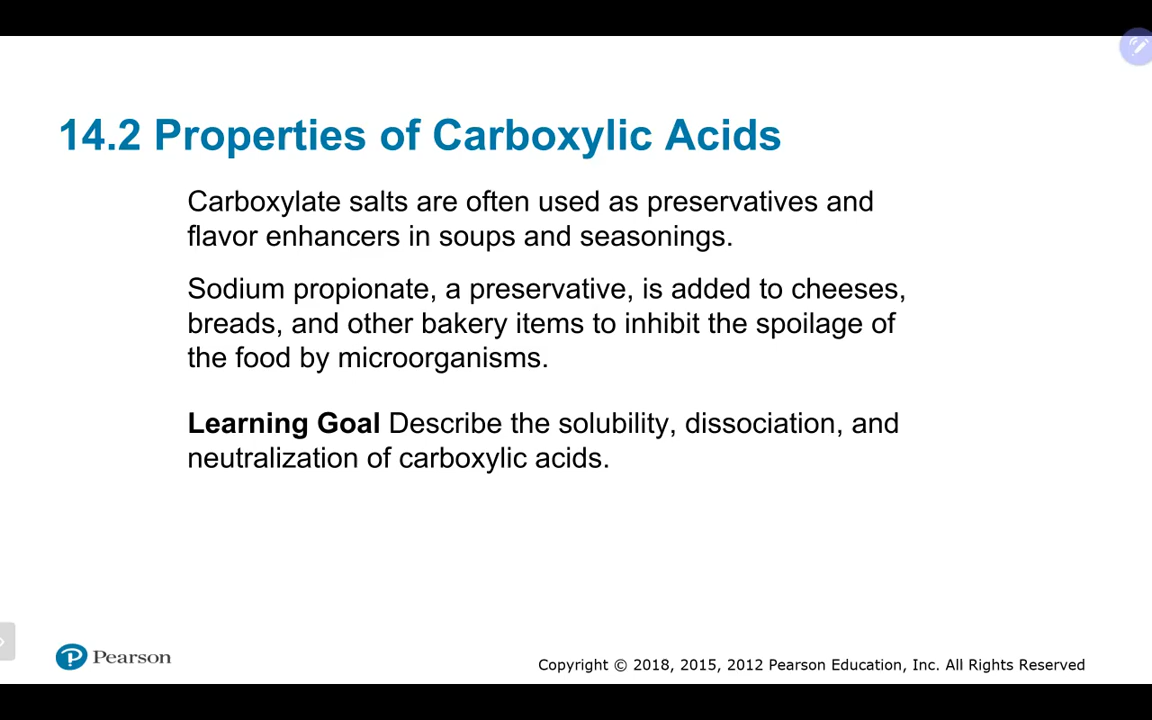 14.2 Properties of Carboxylic Acids
Carboxylate salts are often used as preservatives and
flavor enhancers in soups and seasonings.
Sodium propionate, a preservative, is added to cheeses,
breads, and other bakery items to inhibit the spoilage of
the food by microorganisms.
Learning Goal Describe the solubility, dissociation, and
neutralization of carboxylic acids.
Pearson
Copyright © 2018, 2015, 2012 Pearson Education, Inc. All Rights Reserved